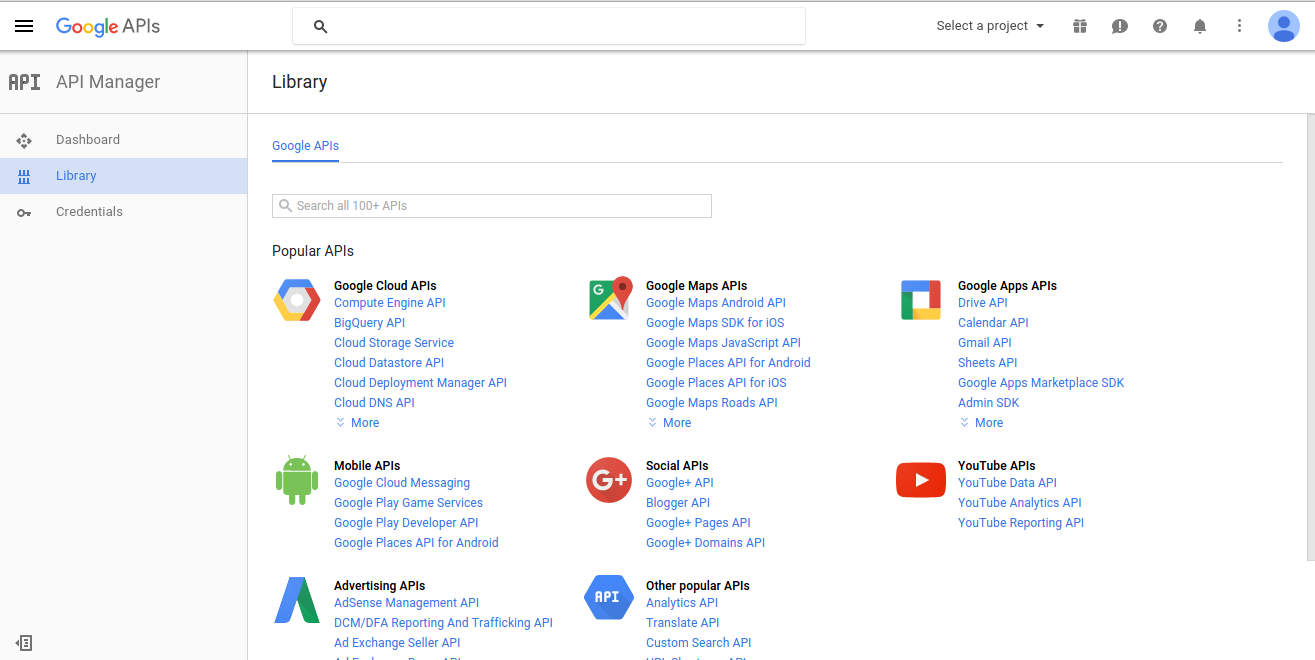 Google APIs
Select a project
API API Manager
Library
Dashboard
Library
Credentials
Google APIs
Search all 100+ APIs
Popular APIs
Google Cloud APIs
Compute Engine API
BigQuery API
Cloud Storage Service
Cloud Datastore API
Cloud Deployment Manager API
Cloud DNS API
More
G
Google Maps APIs
Google Maps Android API
Google Maps SDK for iOS
Google Maps JavaScript API
Google Places API for Android
Google Places API for iOS
Google Maps Roads API
More
Google Apps APIs
Drive API
Calendar API
Gmail API
Sheets API
Google Apps Marketplace SDK
Admin SDK
More
Mobile APIs
Google Cloud Messaging
Google Play Game Services
Google Play Developer API
Google Places API for Android
G+
Social APIs
Google+ API
Blogger API
Google+ Pages API
Google+ Domains API
YouTube APIs
YouTube Data API
YouTube Analytics API
YouTube Reporting API
Advertising APIs
AdSense Management API
DCM/DFA Reporting And Trafficking API
Ad Exchange Seller API
API
Other popular APIs
Analytics API
Translate API
Custom Search API